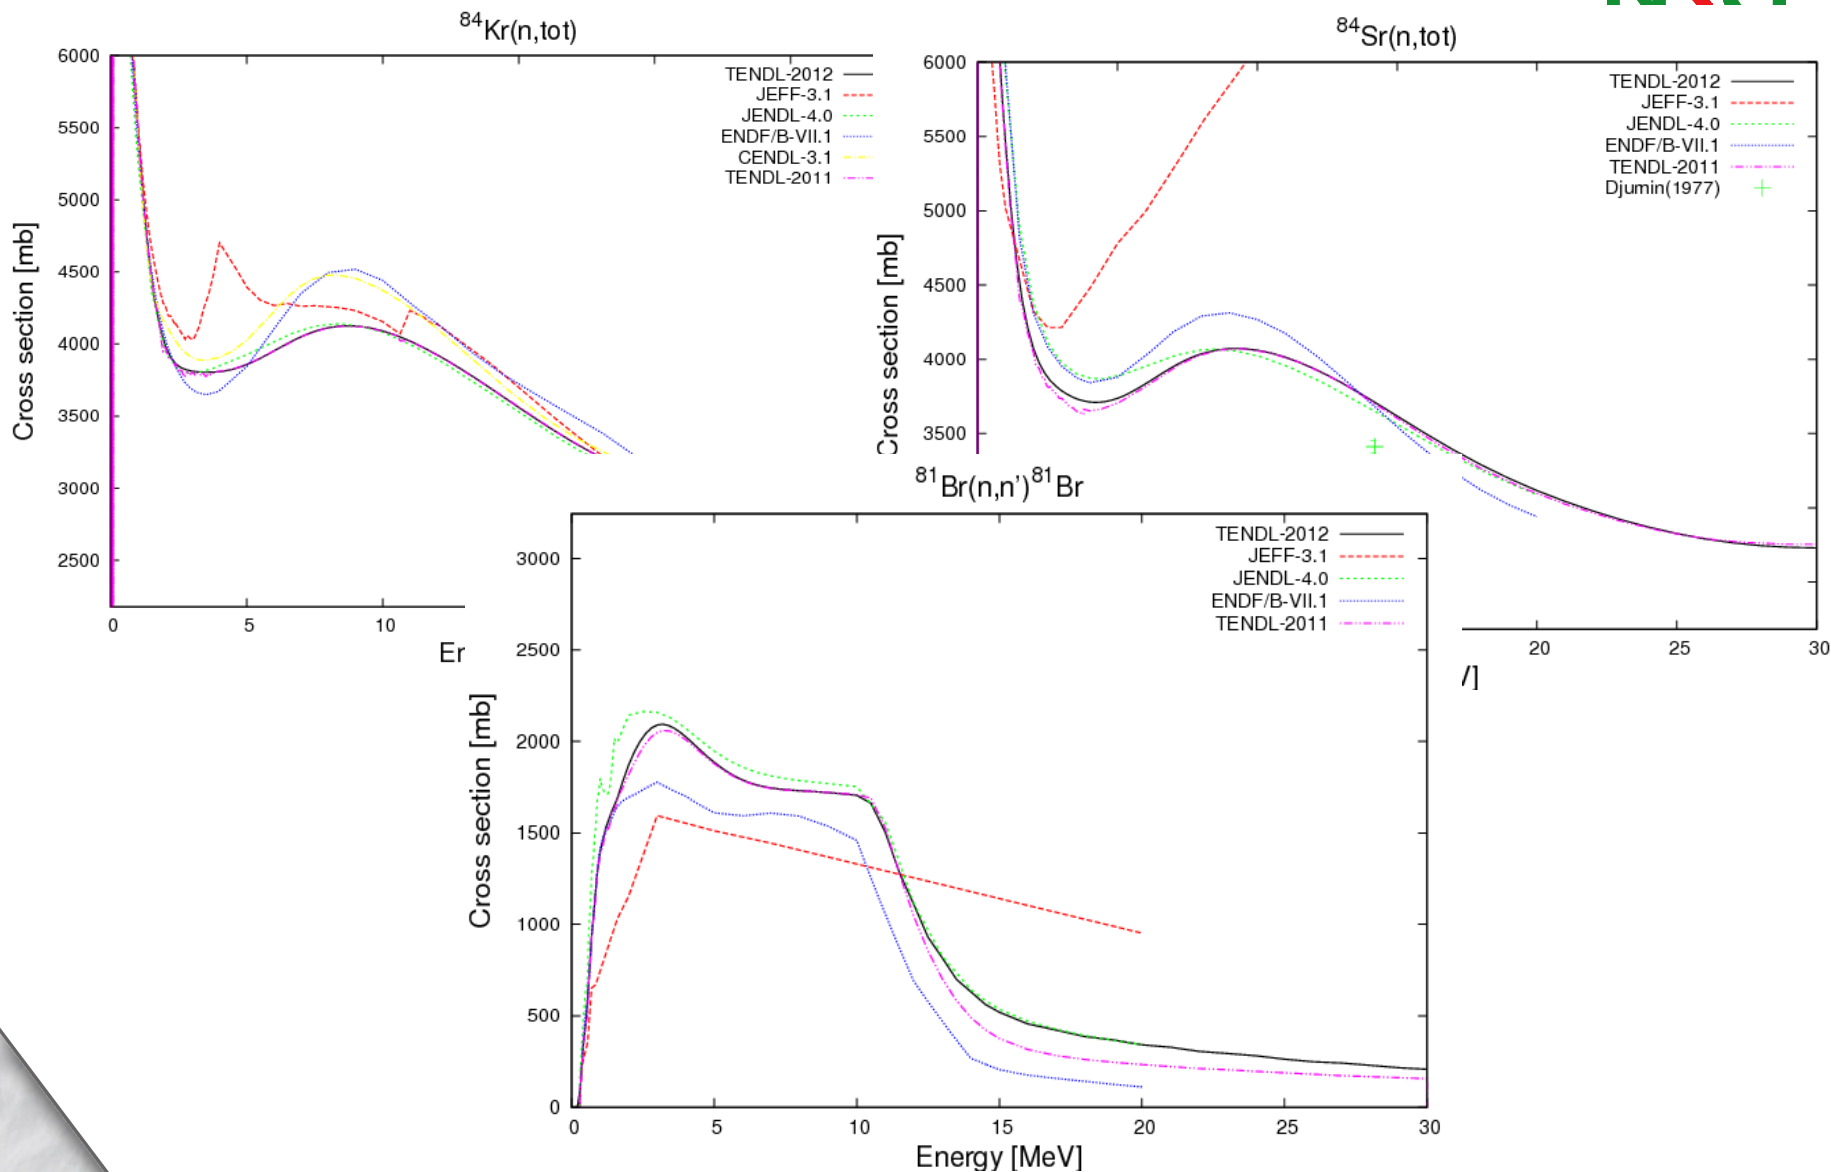 84Kr(n,tot)
6000
5500
5000
4500
4000
3500
3000
2500
Cross section [mb]
TENDL-2012
JEFF-3.1
JENDL-4.0
ENDF/B-VII.1
CENDL-3.1
TENDL-2011
0 5 10
Er
84Sr(n,tot)
6000
5500
5000
4500
4000
3500
Cross section [mb]
TENDL-2012
JEFF-3.1
JENDL-4.0
ENDF/B-VII.1
TENDL-2011
Djumin(1977)
20 25 30
V]
81Br(n,n')81Br
3000
2500
2000
1500
1000
500
0
Cross section [mb]
TENDL-2012
JEFF-3.1
JENDL-4.0
ENDF/B-VII.1
TENDL-2011
0 5 10 15 20 25 30
Energy [MeV]